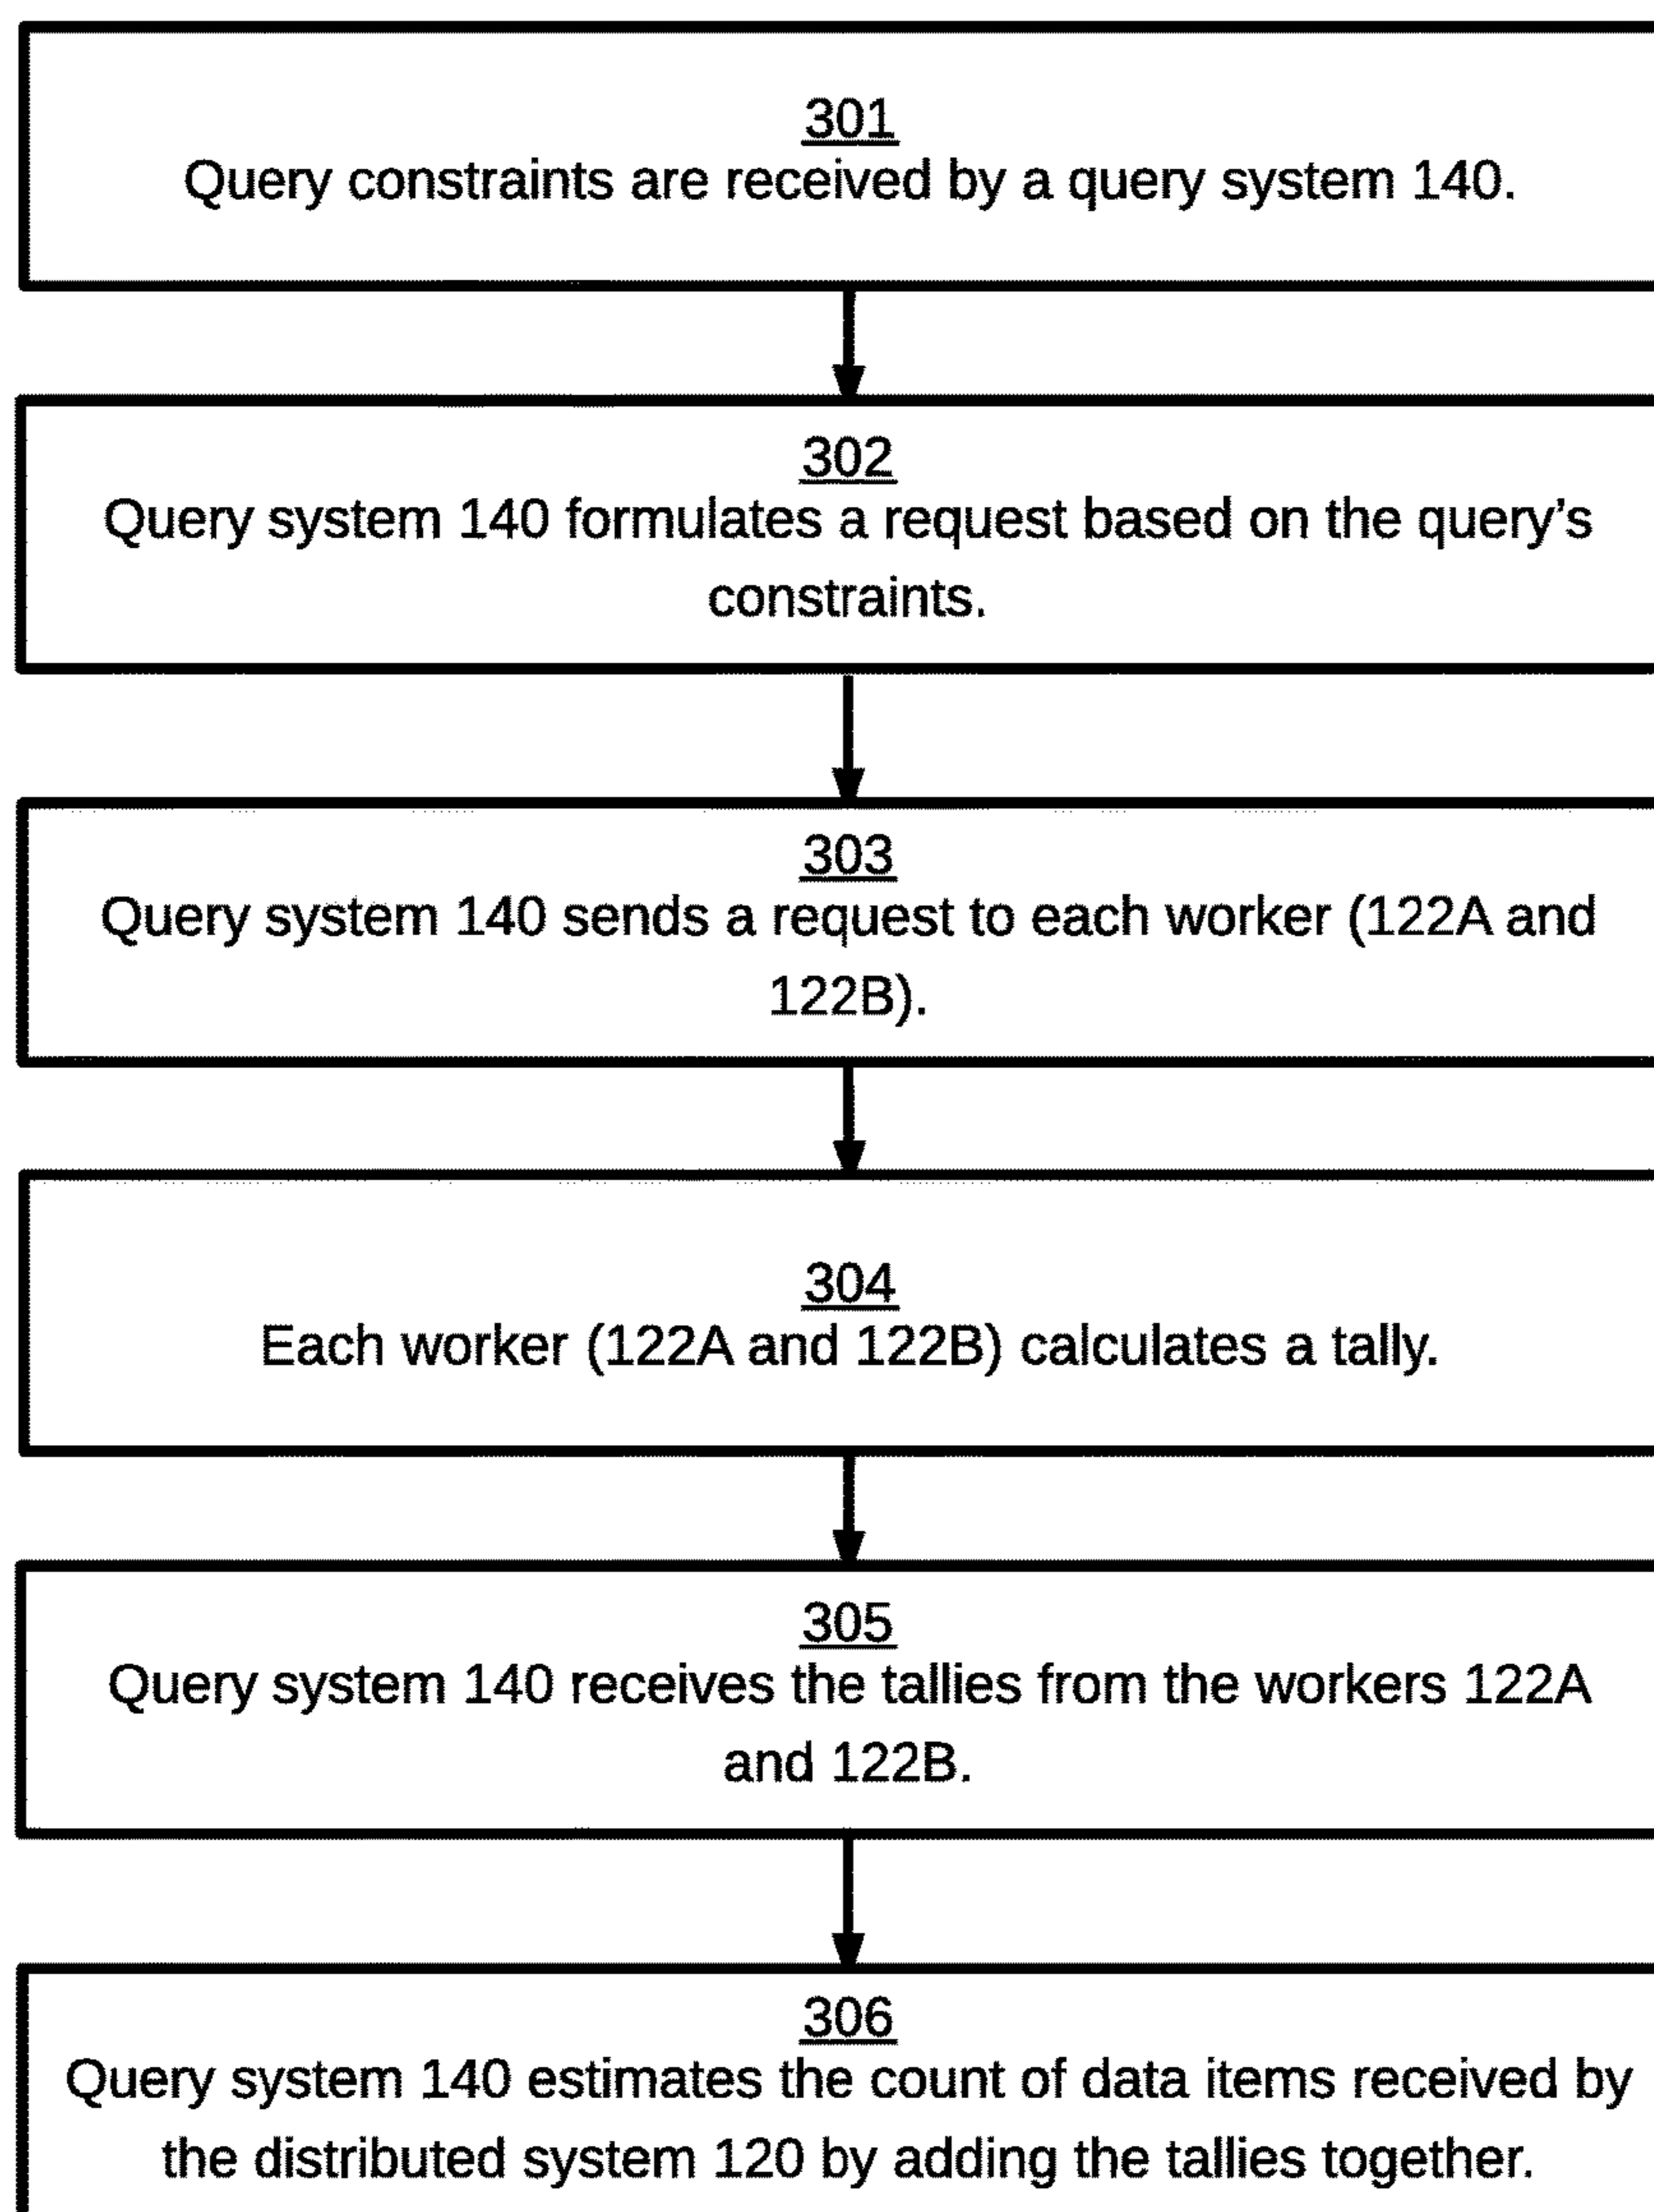 301
Query constraints are received by a query system 140.
302
Query system 140 formulates a request based on the query’s
constraints.
303
Query system 140 sends a request to each worker (122A and
122B).
304
Each worker (122A and 122B) calculates a tally.
305
Query system 140 receives the tallies from the workers 122A
and 122B.
306
Query system 140 estimates the count of data items received by
the distributed system 120 by adding the tallies together.